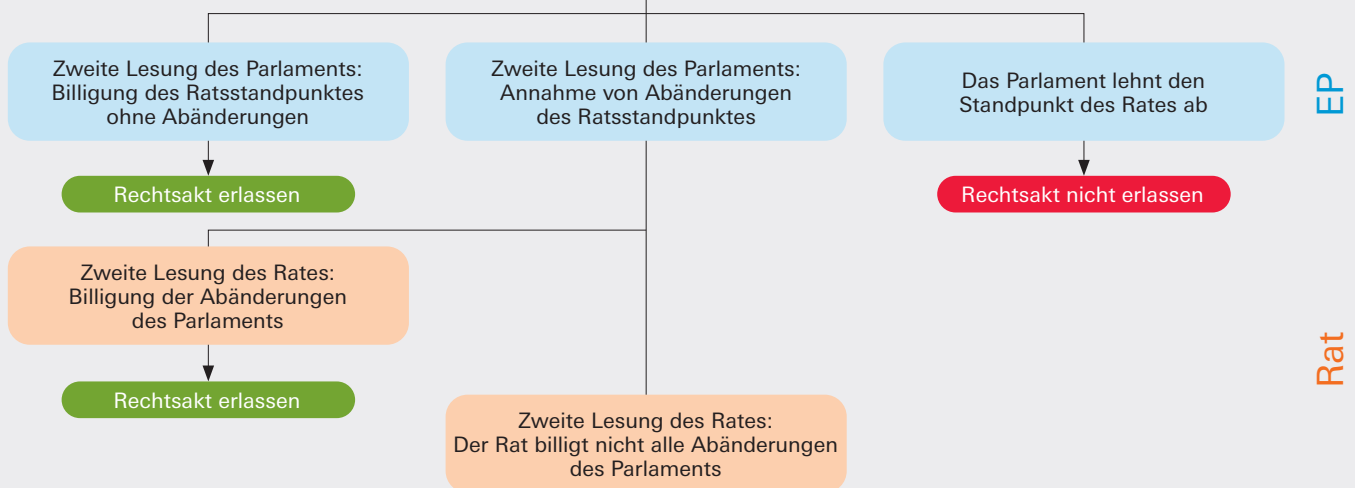 Zweite Lesung des Parlaments:
Billigung des Ratsstandpunktes
ohne Abänderungen
Zweite Lesung des Parlaments:
Annahme von Abänderungen
des Ratsstandpunktes
Das Parlament lehnt den
Standpunkt des Rates ab
EP
Rechtsakt erlassen
Rechtsakt nicht erlassen
Zweite Lesung des Rates:
Billigung der Abänderungen
des Parlaments
Rat
Rechtsakt erlassen
Zweite Lesung des Rates:
Der Rat billigt nicht alle Abänderungen
des Parlaments